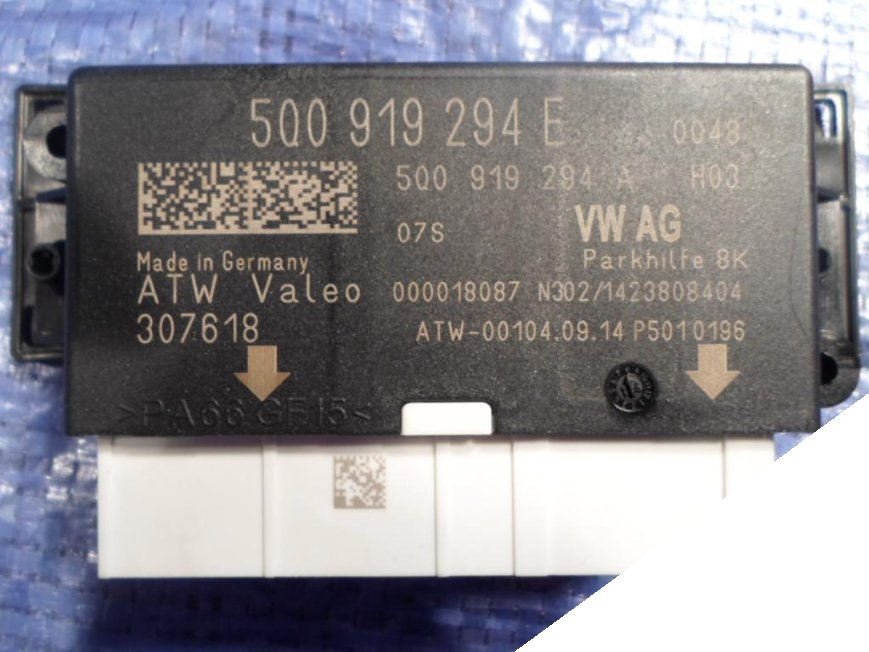 5Q0 919 294 E 0048
5Q0 919 294 A H03
07S VW AG
Made in Germany Parkhilfe 8K
ATW Valeo 000018087 N302/1423808404
307618 ATW-00104.09.14 P5010196
>PA66 GF15<